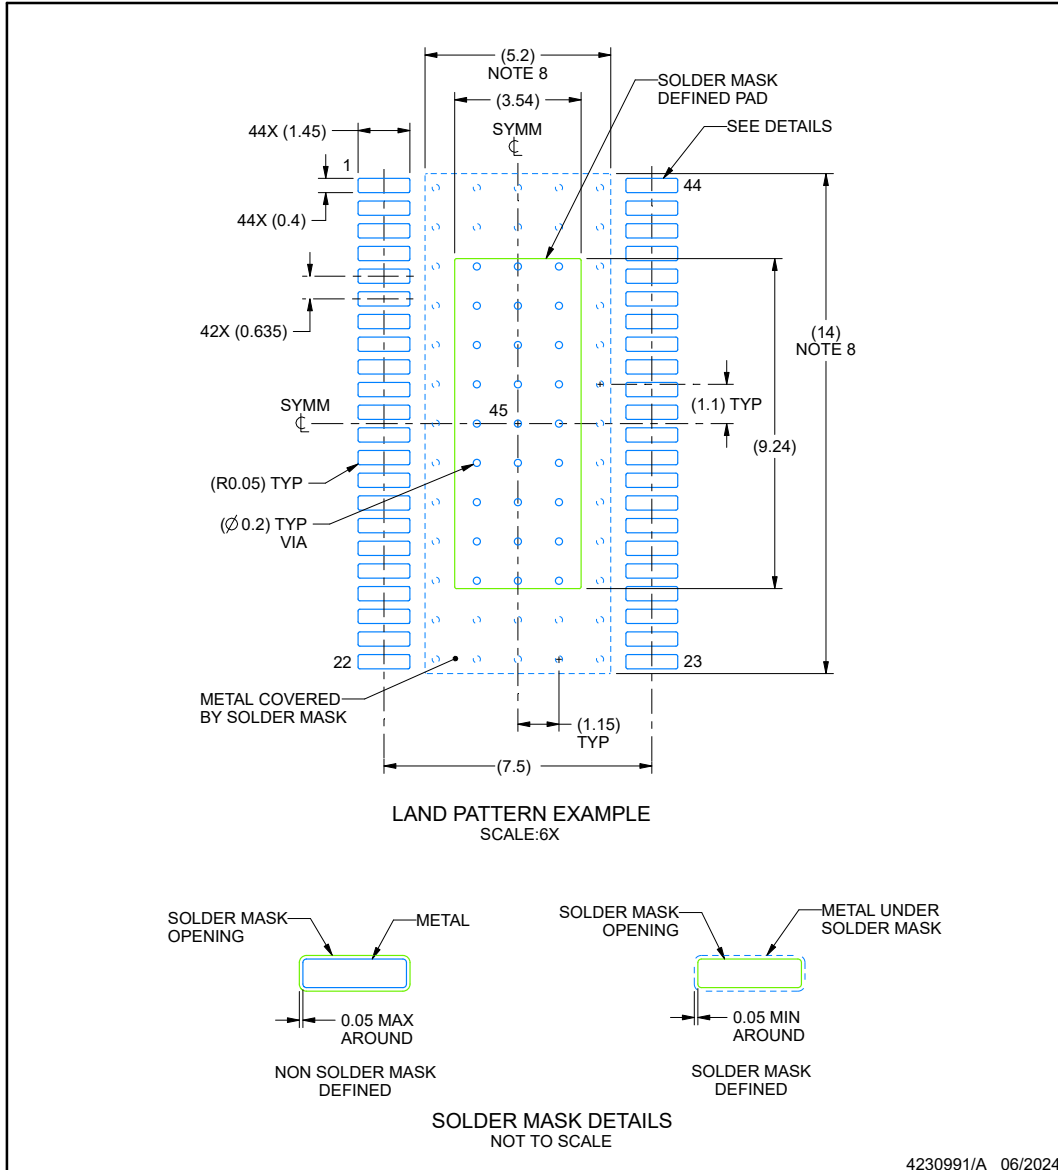 (5.2)
NOTE 8
SOLDER MASK
DEFINED PAD
(3.54)
SYMM
℄
44X (1.45)
SEE DETAILS
1
44
44X (0.4)
42X (0.635)
(14)
NOTE 8
(1.1) TYP
SYMM
℄
45
(9.24)
(R0.05) TYP
(∅ 0.2) TYP
VIA
22
23
METAL COVERED
BY SOLDER MASK
(1.15)
TYP
(7.5)
LAND PATTERN EXAMPLE
SCALE:6X
SOLDER MASK
OPENING
METAL
0.05 MAX
AROUND
NON SOLDER MASK
DEFINED
SOLDER MASK
OPENING
METAL UNDER
SOLDER MASK
0.05 MIN
AROUND
SOLDER MASK
DEFINED
SOLDER MASK DETAILS
NOT TO SCALE
4230991/A 06/2024